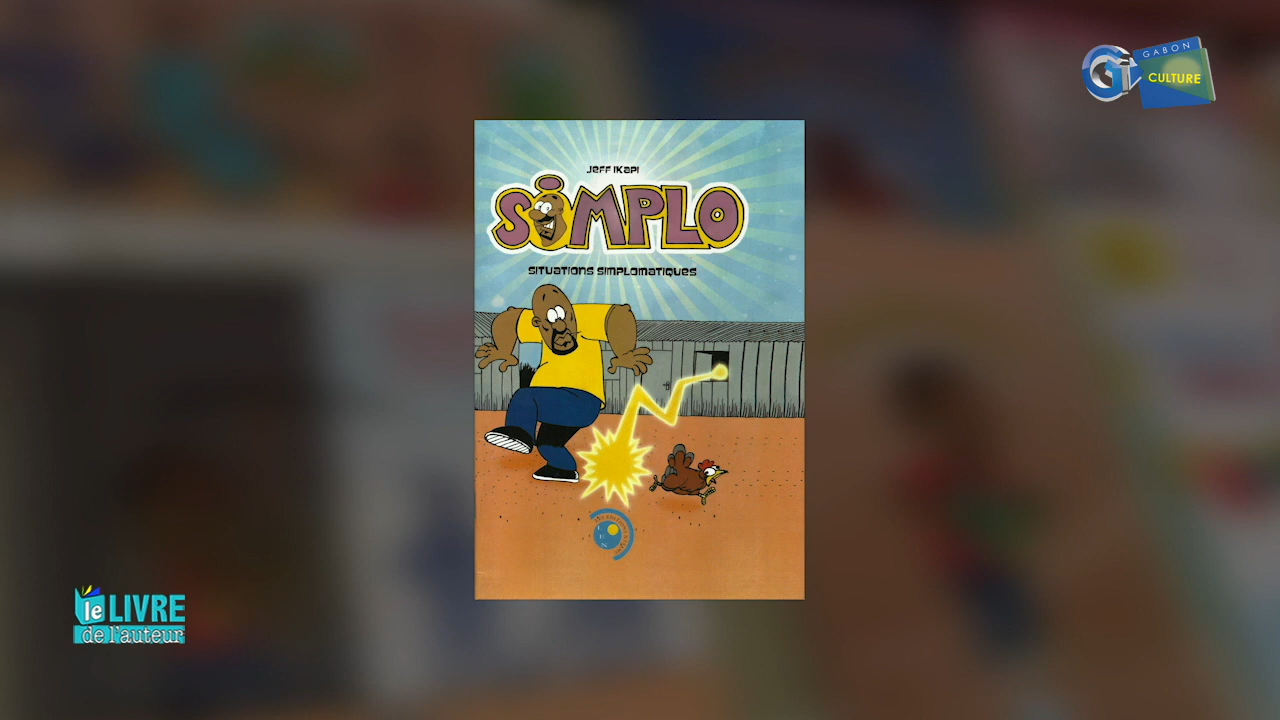 GABON
CULTURE
JEFF IKAPI
SiMPLO
SITUATIONS SIMPLOMATIQUES
le LIVRE
de l'auteur